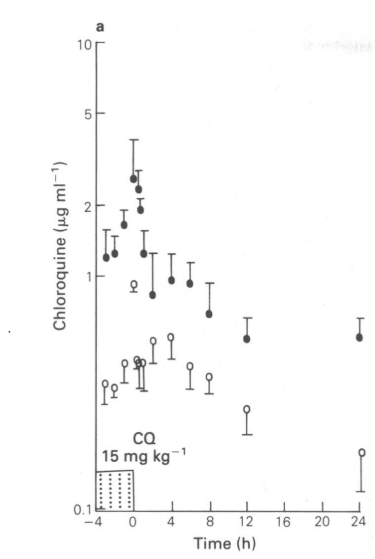 a
10
5
2
1
0.1
Chloroquine (µg ml⁻¹)
CQ
15 mg kg⁻¹
−4 0 4 8 12 16 20 24
Time (h)